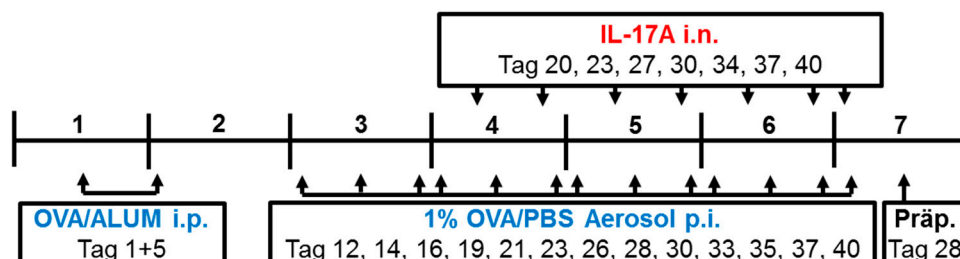 IL-17A i.n.
Tag 20, 23, 27, 30, 34, 37, 40
1 2 3 4 5 6 7
OVA/ALUM i.p.
Tag 1+5
1% OVA/PBS Aerosol p.i.
Tag 12, 14, 16, 19, 21, 23, 26, 28, 30, 33, 35, 37, 40
Präp.
Tag 28